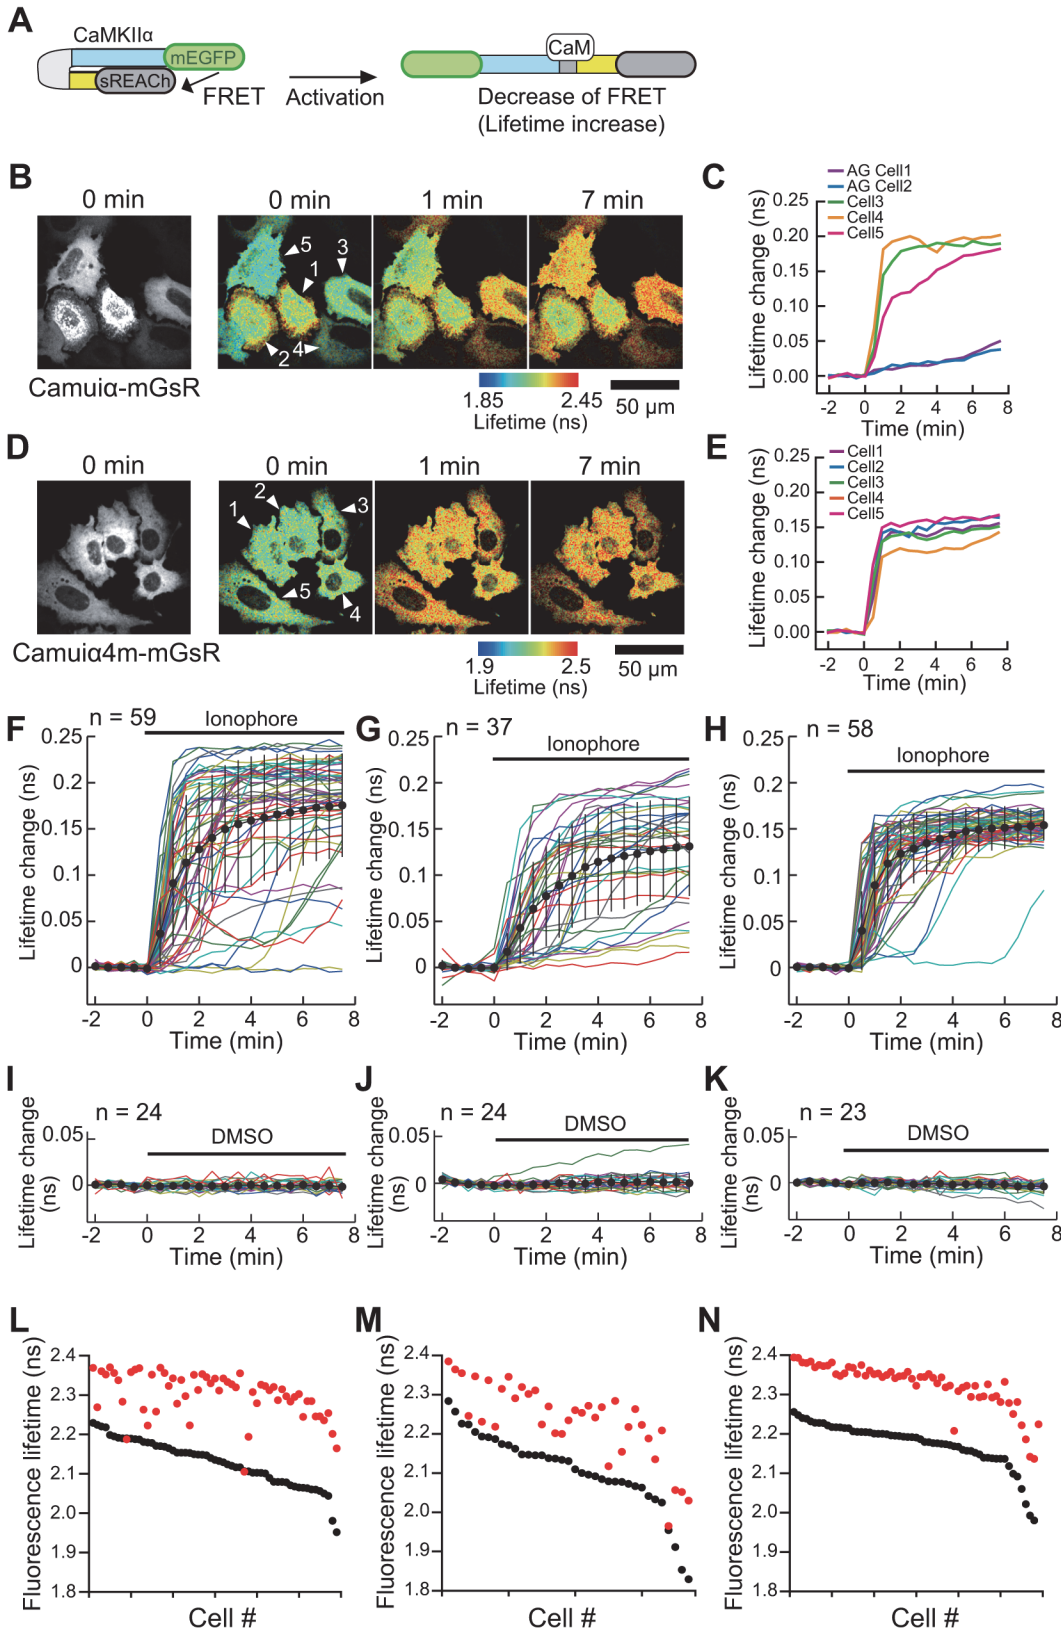 A
CaMKIIα
mEGFP
sREACh
FRET
Activation
CaM
Decrease of FRET
(Lifetime increase)
B
0 min
0 min
1 min
7 min
5
3
1
2
4
Camuiα-mGsR
1.85
2.45
Lifetime (ns)
50 µm
C
AG Cell1
AG Cell2
Cell3
Cell4
Cell5
Lifetime change (ns)
0.25
0.20
0.15
0.10
0.05
0.00
-2
0
2
4
6
8
Time (min)
D
0 min
0 min
1 min
7 min
1
2
3
5
4
Camuiα4m-mGsR
1.9
2.5
Lifetime (ns)
50 µm
E
Cell1
Cell2
Cell3
Cell4
Cell5
Lifetime change (ns)
0.25
0.20
0.15
0.10
0.05
0.00
-2
0
2
4
6
8
Time (min)
F
n = 59
Ionophore
Lifetime change (ns)
0.25
0.2
0.15
0.1
0.05
0
-2
0
2
4
6
8
Time (min)
G
n = 37
Ionophore
Lifetime change (ns)
0.25
0.2
0.15
0.1
0.05
0
-2
0
2
4
6
8
Time (min)
H
n = 58
Ionophore
Lifetime change (ns)
0.25
0.2
0.15
0.1
0.05
0
-2
0
2
4
6
8
Time (min)
I
n = 24
DMSO
Lifetime change
(ns)
0.05
0
-2
0
2
4
6
8
Time (min)
J
n = 24
DMSO
Lifetime change
(ns)
0.05
0
-2
0
2
4
6
8
Time (min)
K
n = 23
DMSO
Lifetime change
(ns)
0.05
0
-2
0
2
4
6
8
Time (min)
L
Fluorescence lifetime (ns)
2.4
2.3
2.2
2.1
2.0
1.9
1.8
Cell #
M
Fluorescence lifetime (ns)
2.4
2.3
2.2
2.1
2.0
1.9
1.8
Cell #
N
Fluorescence lifetime (ns)
2.4
2.3
2.2
2.1
2.0
1.9
1.8
Cell #